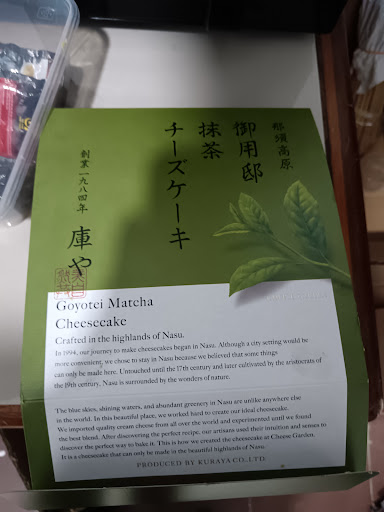 那須高原
御用邸
抹茶
チーズケーキ
創業一九八四年
庫や
Goyotei Matcha
Cheesecake
Crafted in the highlands of Nasu.
In 1994, our journey to make cheesecakes began in Nasu. Although a city setting would be
more convenient, we chose to stay in Nasu because we believed that some things
can only be made here. Untouched until the 17th century and later cultivated by the aristocrats of
the 19th century, Nasu is surrounded by the wonders of nature.
The blue skies, shining waters, and abundant greenery in Nasu are unlike anywhere else
in the world. In this beautiful place, we worked hard to create our ideal cheesecake.
We imported quality cream cheese from all over the world and experimented until we found
the best blend. After discovering the perfect recipe, our artisans used their intuition and senses to
discover the perfect way to bake it. This is how we created the cheesecake at Cheese Garden.
It is a cheesecake that can only be made in the beautiful highlands of Nasu.
PRODUCED BY KURAYA CO.,LTD.